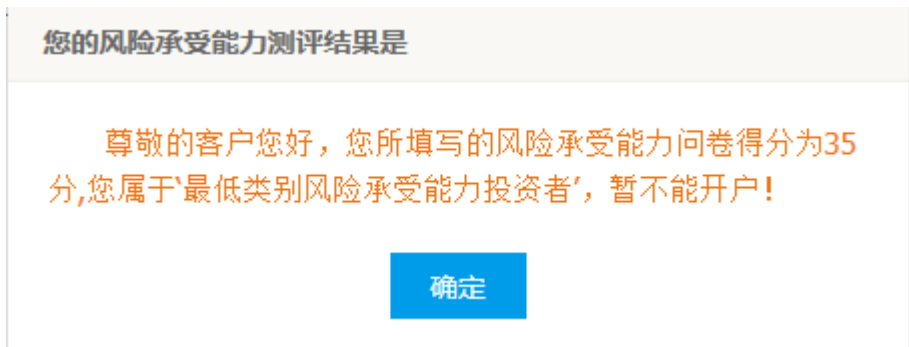 您的风险承受能力测评结果是
尊敬的客户您好，您所填写的风险承受能力问卷得分为35
分,您属于‘最低类别风险承受能力投资者’，暂不能开户！
确定